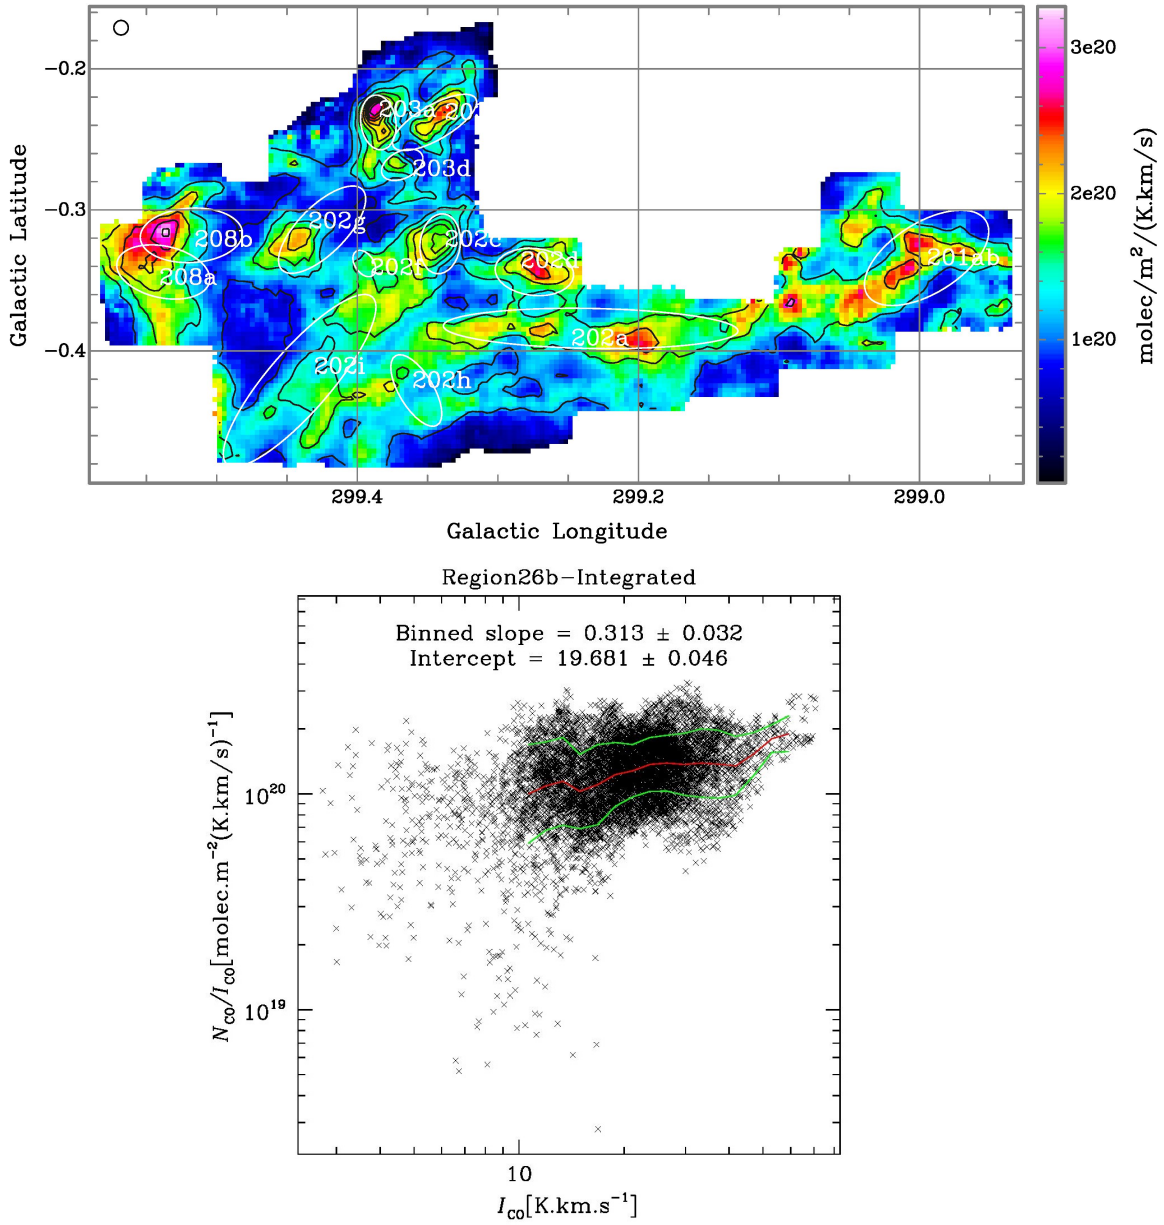 −0.2
−0.3
−0.4
Galactic Latitude
203a
203d
202g
208b
208a
202d
201ab
202a
202i
202h
299.4
299.2
299.0
Galactic Longitude
3e20
2e20
1e20
molec/m²/(K.km/s)
Region26b−Integrated
Binned slope = 0.313 ± 0.032
Intercept = 19.681 ± 0.046
10²⁰
10¹⁹
N_CO/I_CO[molec.m⁻²(K.km/s)⁻¹]
10
I_CO[K.km.s⁻¹]